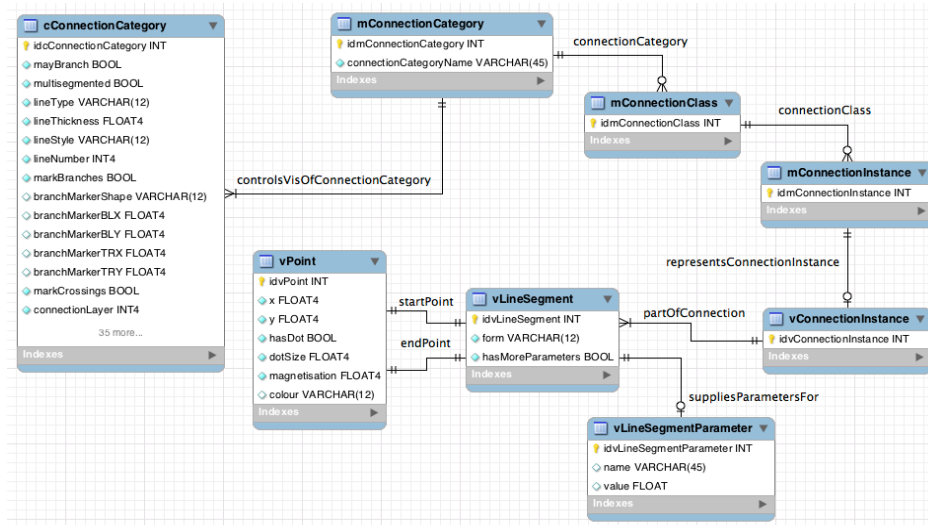 cConnectionCategory
idcConnectionCategory INT
mayBranch BOOL
multisegmented BOOL
lineType VARCHAR(12)
lineThickness FLOAT4
lineStyle VARCHAR(12)
lineNumber INT4
markBranches BOOL
branchMarkerShape VARCHAR(12)
branchMarkerBLX FLOAT4
branchMarkerBLY FLOAT4
branchMarkerTRX FLOAT4
branchMarkerTRY FLOAT4
markCrossings BOOL
connectionLayer INT4
35 more...
Indexes
mConnectionCategory
idmConnectionCategory INT
connectionCategoryName VARCHAR(45)
Indexes
connectionCategory
mConnectionClass
idmConnectionClass INT
Indexes
connectionClass
mConnectionInstance
idmConnectionInstance INT
Indexes
controlsVisOfConnectionCategory
representsConnectionInstance
vPoint
idvPoint INT
x FLOAT4
y FLOAT4
hasDot BOOL
dotSize FLOAT4
magnetisation FLOAT4
colour VARCHAR(12)
Indexes
startPoint
endPoint
vLineSegment
idvLineSegment INT
form VARCHAR(12)
hasMoreParameters BOOL
Indexes
partOfConnection
vConnectionInstance
idvConnectionInstance INT
Indexes
suppliesParametersFor
vLineSegmentParameter
idvLineSegmentParameter INT
name VARCHAR(45)
value FLOAT
Indexes